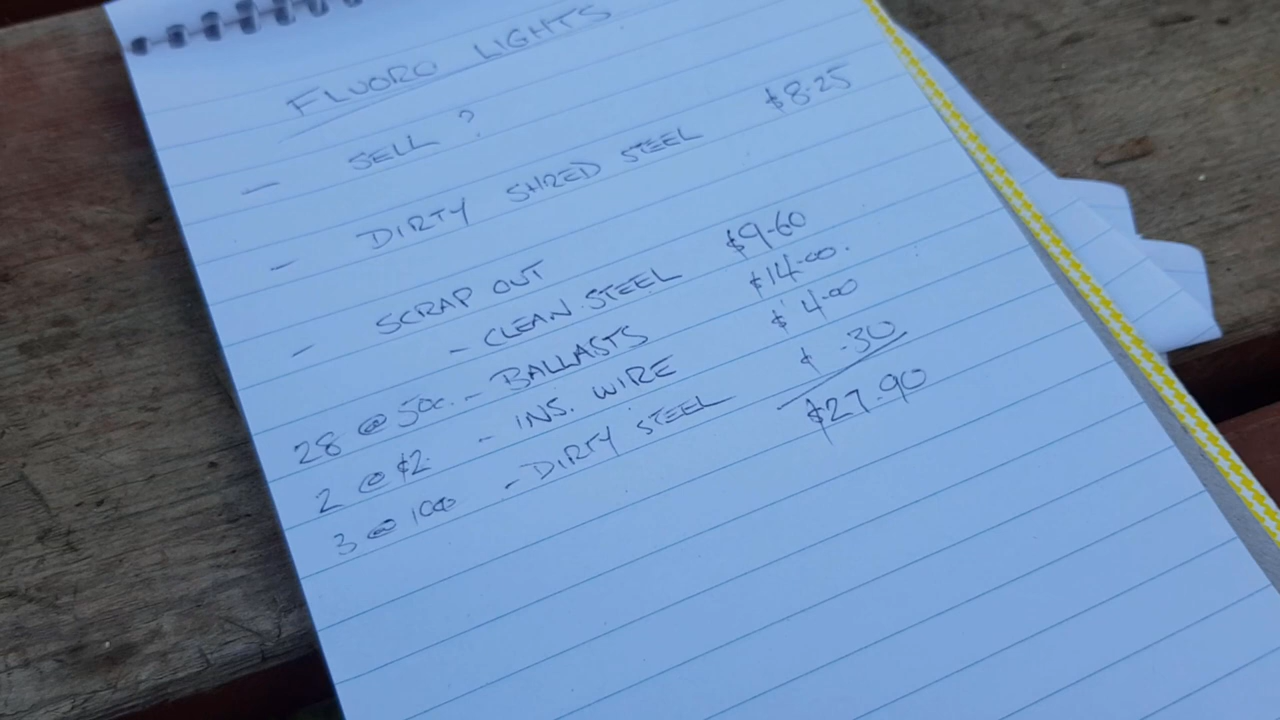 FLUORO LIGHTS
- SELL ?
- DIRTY SHRED STEEL $8.25
- SCRAP OUT
- CLEAN STEEL $9.60
28 @ 50c. - BALLASTS $14.00.
2 @ $2. - INS. WIRE $4.00
3 @ 10c - DIRTY STEEL $ .30
$27.90